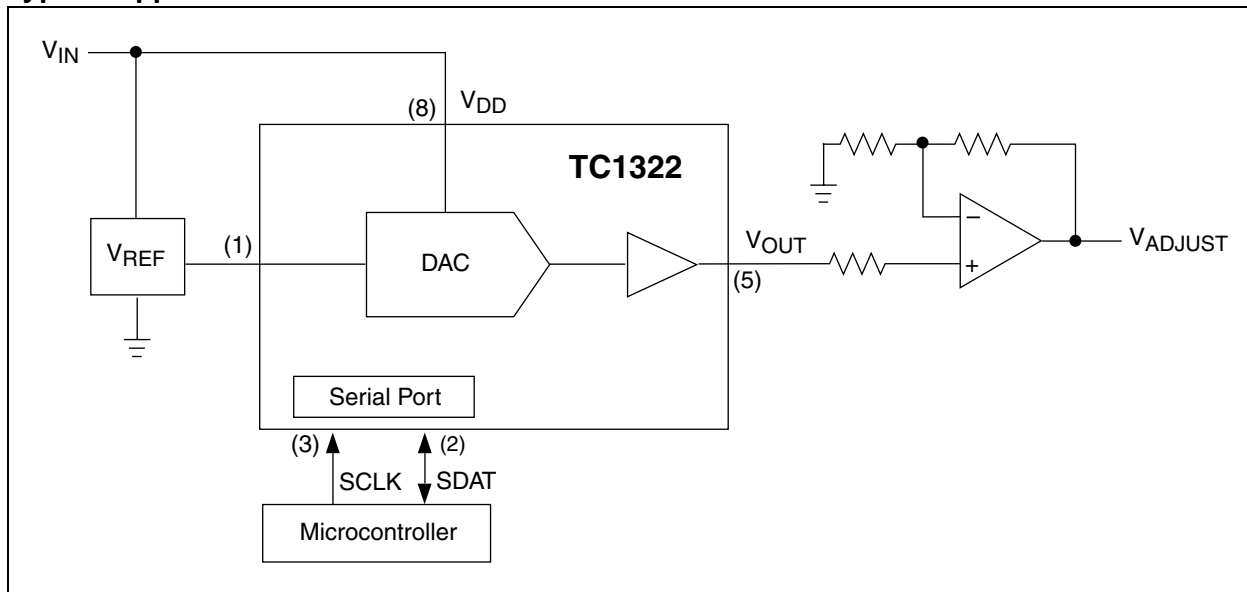 VIN
(8)
VDD
TC1322
VREF
(1)
DAC
VOUT
(5)
−
+
VADJUST
Serial Port
(3)
(2)
SCLK
SDAT
Microcontroller